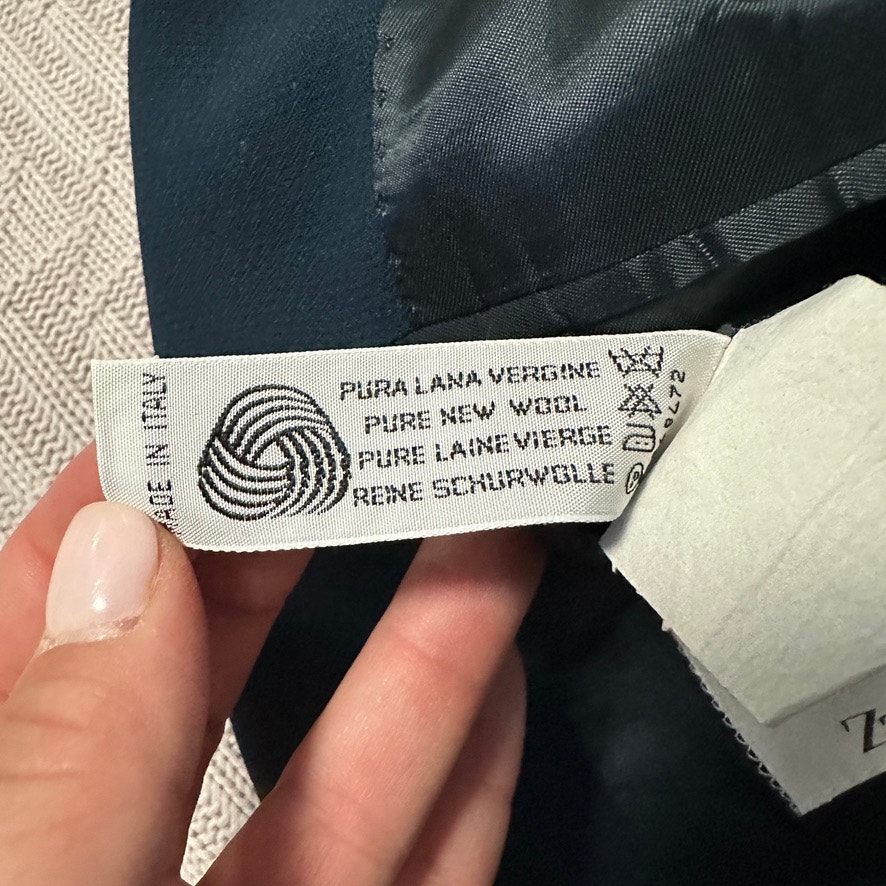 MADE IN ITALY
PURA LANA VERGINE
PURE NEW WOOL
PURE LAINE VIERGE
REINE SCHURWOLLE